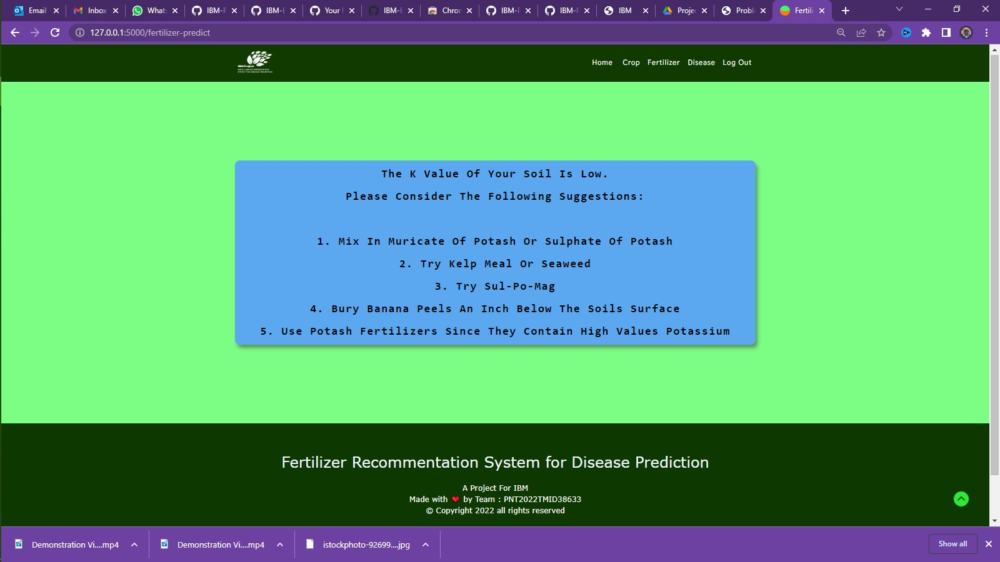 Email
Inbox
What
IBM-P
IBM-E
Your
IBM-E
Chror
IBM-P
IBM-P
IBM
Proje
Probl
Fertili
127.0.0.1:5000/fertilizer-predict
IBM Project
Home Crop Fertilizer Disease Log Out
The K Value Of Your Soil Is Low.
Please Consider The Following Suggestions:
1. Mix In Muricate Of Potash Or Sulphate Of Potash
2. Try Kelp Meal Or Seaweed
3. Try Sul-Po-Mag
4. Bury Banana Peels An Inch Below The Soils Surface
5. Use Potash Fertilizers Since They Contain High Values Potassium
Fertilizer Recommentation System for Disease Prediction
A Project For IBM
Made with ❤ by Team : PNT2022TMID38633
© Copyright 2022 all rights reserved
Demonstration Vi....mp4
Demonstration Vi....mp4
istockphoto-92699....jpg
Show all